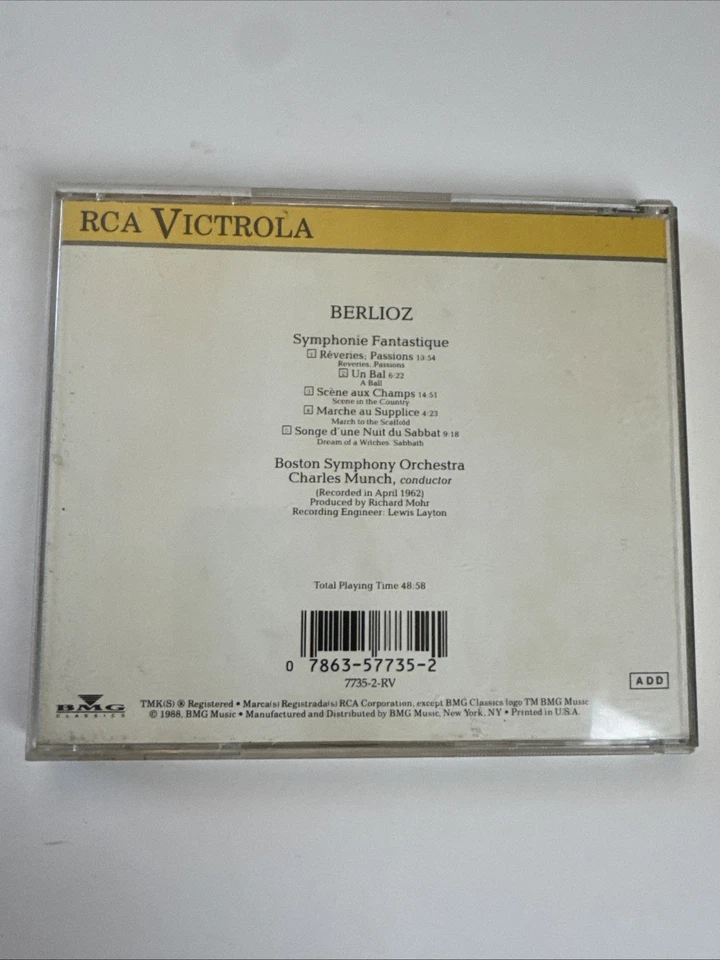 RCA VICTROLA
BERLIOZ
Symphonie Fantastique
1 Rêveries; Passions 13:54
Reveries, Passions
2 Un Bal 6:22
A Ball
3 Scène aux Champs 14:51
Scene in the Country
4 Marche au Supplice 4:23
March to the Scaffold
5 Songe d'une Nuit du Sabbat 9:18
Dream of a Witches' Sabbath
Boston Symphony Orchestra
Charles Munch, conductor
(Recorded in April 1962)
Produced by Richard Mohr
Recording Engineer: Lewis Layton
Total Playing Time 48:58
0 7863-57735-2
7735-2-RV
ADD
BMG
CLASSICS
TMK(S) ® Registered • Marca(s) Registrada(s) RCA Corporation, except BMG Classics logo TM BMG Music
© 1988, BMG Music • Manufactured and Distributed by BMG Music, New York, NY • Printed in U.S.A.